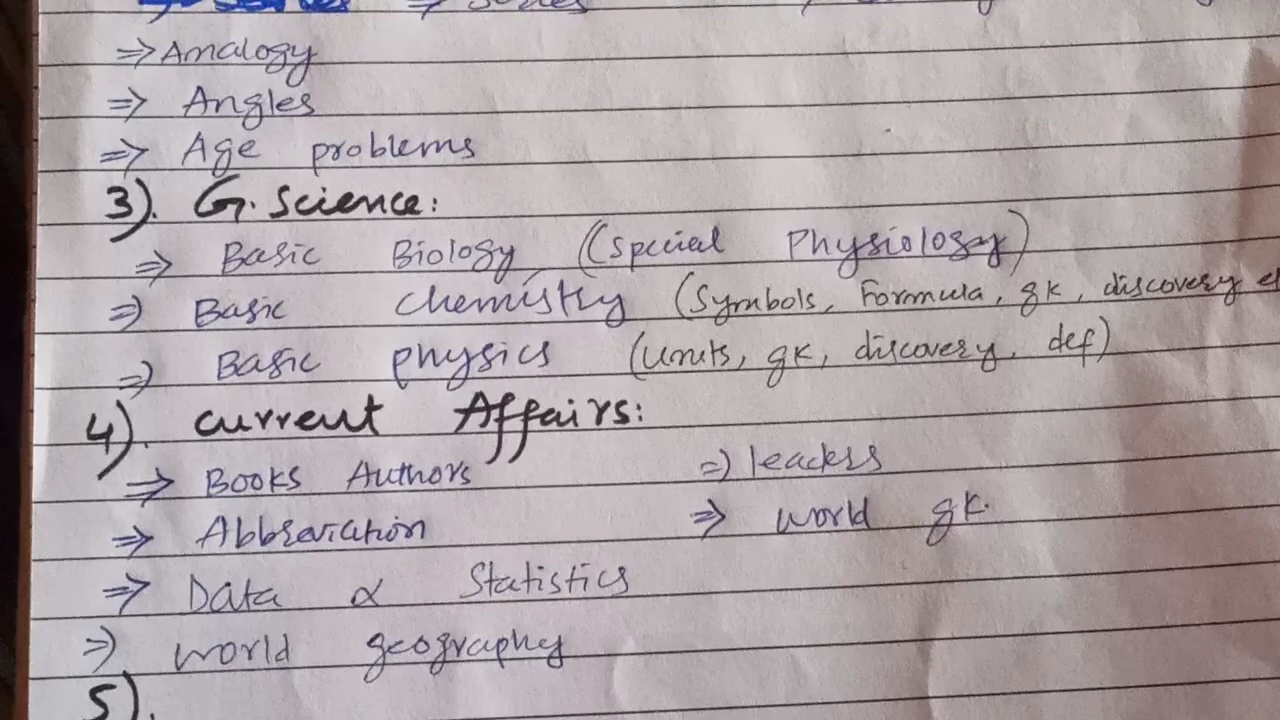 ⇒ Series
⇒ Analogy
⇒ Angles
⇒ Age problems
3). G. Science:
⇒ Basic Biology (Special Physiology)
⇒ Basic chemistry (Symbols, Formula, gk, discovery
⇒ Basic physics (units, gk, discovery, def)
4). Current Affairs:
⇒ Books Authors ⇒ leaders
⇒ Abbreviation ⇒ world gk.
⇒ Data & Statistics
⇒ world geography
5).